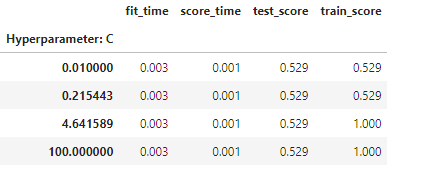 fit_time score_time test_score train_score
Hyperparameter: C
0.010000 0.003 0.001 0.529 0.529
0.215443 0.003 0.001 0.529 0.529
4.641589 0.003 0.001 0.529 1.000
100.000000 0.003 0.001 0.529 1.000